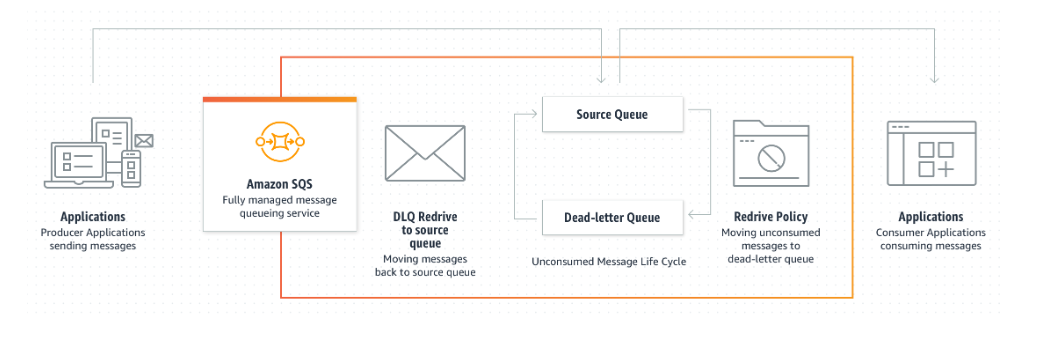 Applications
Producer Applications
sending messages
Amazon SQS
Fully managed message
queueing service
DLQ Redrive
to source
queue
Moving messages
back to source queue
Source Queue
Dead-letter Queue
Unconsumed Message Life Cycle
Redrive Policy
Moving unconsumed
messages to
dead-letter queue
Applications
Consumer Applications
consuming messages